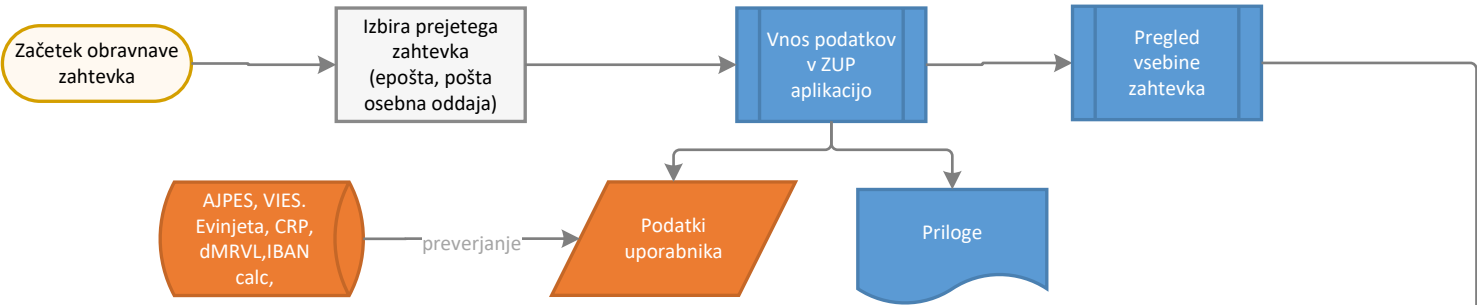 Začetek obravnave
zahtevka
Izbira prejetega
zahtevka
(epošta, pošta
osebna oddaja)
Vnos podatkov
v ZUP
aplikacijo
Pregled
vsebine
zahtevka
AJPES, VIES.
Evinjeta, CRP,
dMRVL,IBAN
calc,
preverjanje
Podatki
uporabnika
Priloge